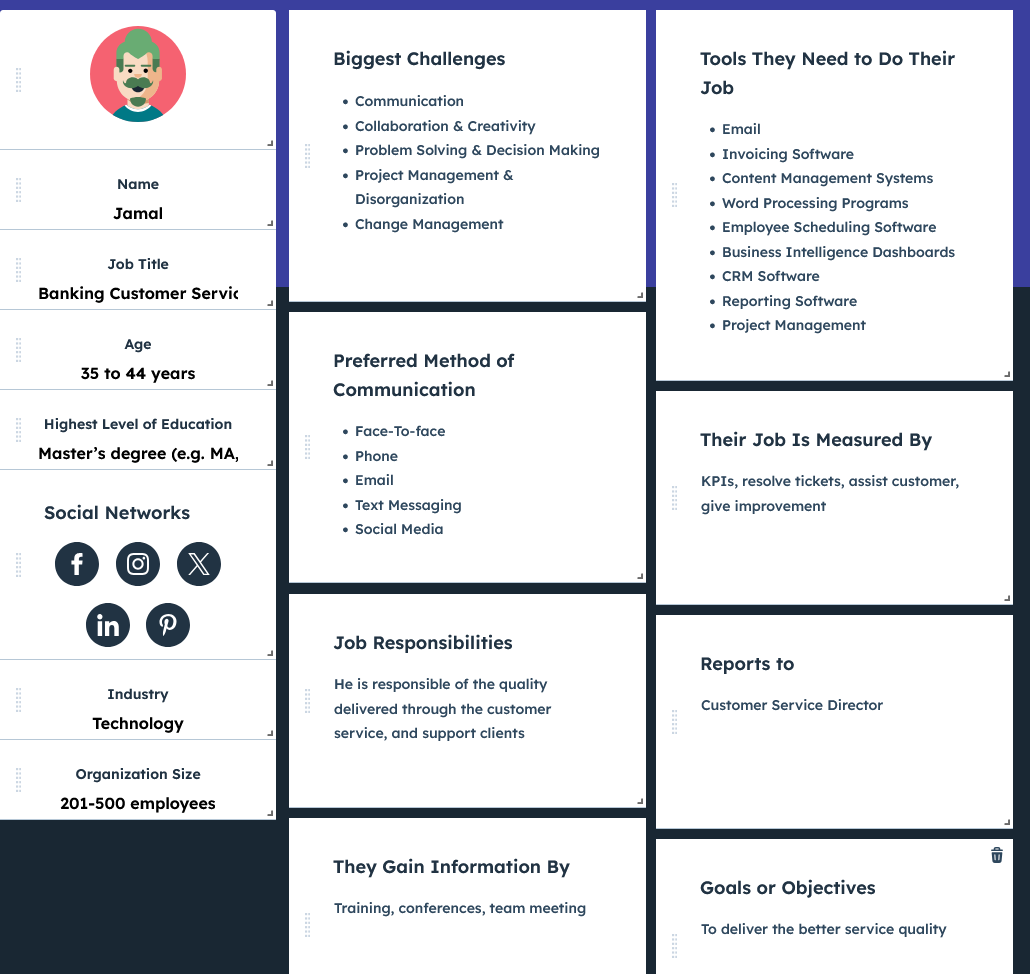 Name
Jamal
Job Title
Banking Customer Servic
Age
35 to 44 years
Highest Level of Education
Master’s degree (e.g. MA,
Social Networks
Industry
Technology
Organization Size
201-500 employees
Biggest Challenges
• Communication
• Collaboration & Creativity
• Problem Solving & Decision Making
• Project Management &
Disorganization
• Change Management
Preferred Method of
Communication
• Face-To-face
• Phone
• Email
• Text Messaging
• Social Media
Job Responsibilities
He is responsible of the quality
delivered through the customer
service, and support clients
They Gain Information By
Training, conferences, team meeting
Tools They Need to Do Their
Job
• Email
• Invoicing Software
• Content Management Systems
• Word Processing Programs
• Employee Scheduling Software
• Business Intelligence Dashboards
• CRM Software
• Reporting Software
• Project Management
Their Job Is Measured By
KPIs, resolve tickets, assist customer,
give improvement
Reports to
Customer Service Director
Goals or Objectives
To deliver the better service quality